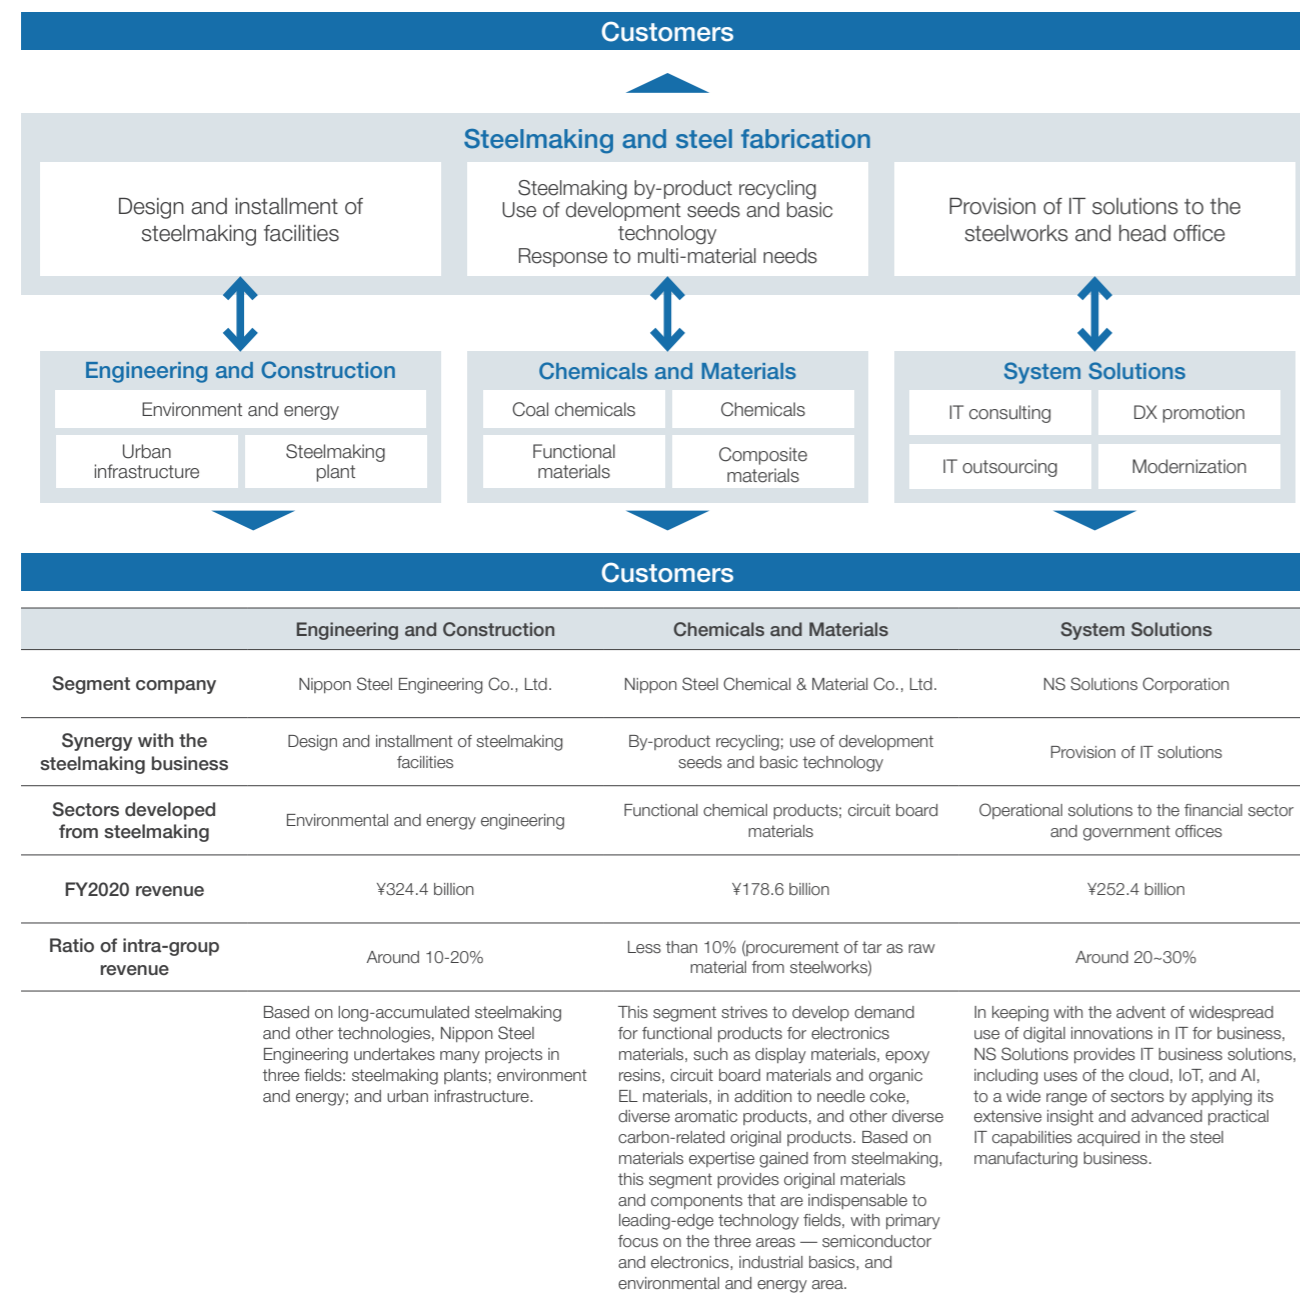 Customers
Steelmaking and steel fabrication
Design and installment of
steelmaking facilities
Steelmaking by-product recycling
Use of development seeds and basic
technology
Response to multi-material needs
Provision of IT solutions to the
steelworks and head office
Engineering and Construction
Environment and energy
Urban
infrastructure
Steelmaking
plant
Chemicals and Materials
Coal chemicals
Chemicals
Functional
materials
Composite
materials
System Solutions
IT consulting
DX promotion
IT outsourcing
Modernization
Customers
Engineering and Construction
Chemicals and Materials
System Solutions
Segment company
Nippon Steel Engineering Co., Ltd.
Nippon Steel Chemical & Material Co., Ltd.
NS Solutions Corporation
Synergy with the
steelmaking business
Design and installment of steelmaking
facilities
By-product recycling; use of development
seeds and basic technology
Provision of IT solutions
Sectors developed
from steelmaking
Environmental and energy engineering
Functional chemical products; circuit board
materials
Operational solutions to the financial sector
and government offices
FY2020 revenue
¥324.4 billion
¥178.6 billion
¥252.4 billion
Ratio of intra-group
revenue
Around 10-20%
Less than 10% (procurement of tar as raw
material from steelworks)
Around 20~30%
Based on long-accumulated steelmaking
and other technologies, Nippon Steel
Engineering undertakes many projects in
three fields: steelmaking plants; environment
and energy; and urban infrastructure.
This segment strives to develop demand
for functional products for electronics
materials, such as display materials, epoxy
resins, circuit board materials and organic
EL materials, in addition to needle coke,
diverse aromatic products, and other diverse
carbon-related original products. Based on
materials expertise gained from steelmaking,
this segment provides original materials
and components that are indispensable to
leading-edge technology fields, with primary
focus on the three areas — semiconductor
and electronics, industrial basics, and
environmental and energy area.
In keeping with the advent of widespread
use of digital innovations in IT for business,
NS Solutions provides IT business solutions,
including uses of the cloud, IoT, and AI,
to a wide range of sectors by applying its
extensive insight and advanced practical
IT capabilities acquired in the steel
manufacturing business.